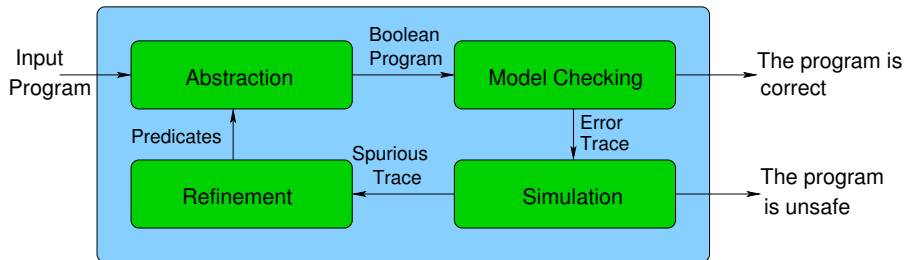 Input
Program
Abstraction
Boolean
Program
Model Checking
The program is
correct
Predicates
Error
Trace
Refinement
Spurious
Trace
Simulation
The program
is unsafe